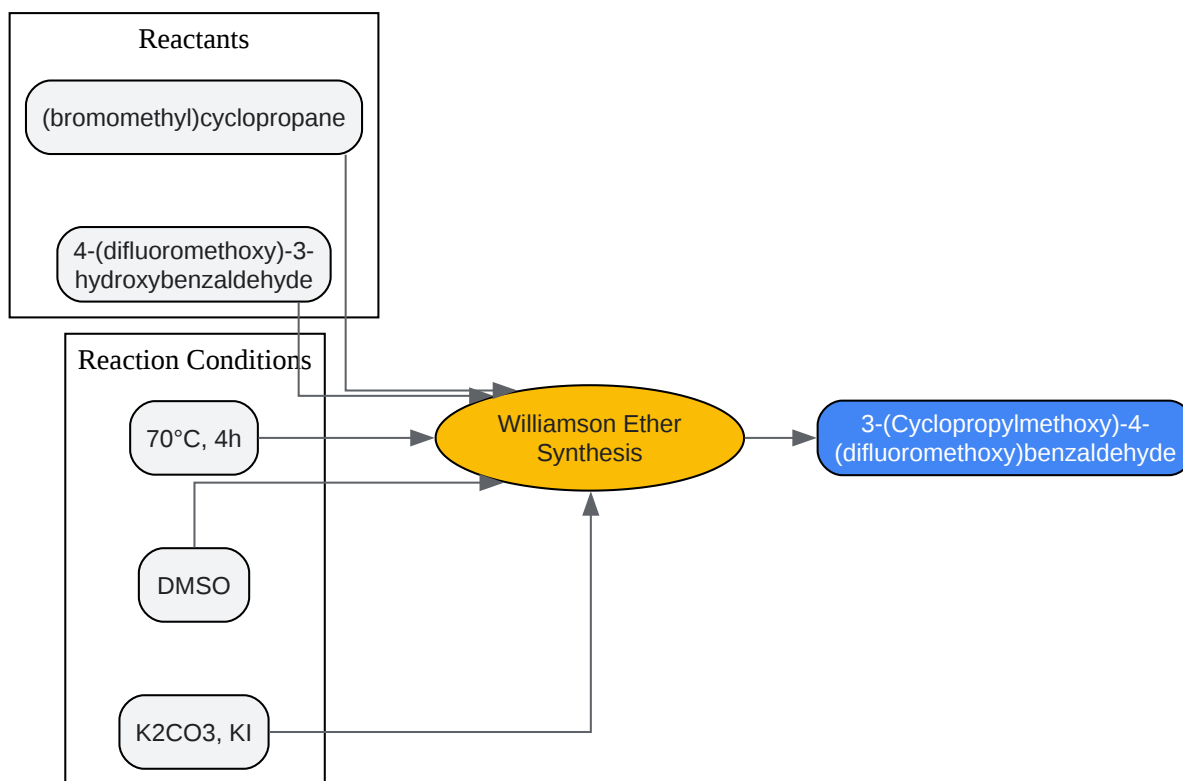 Reactants
(bromomethyl)cyclopropane
4-(difluoromethoxy)-3-
hydroxybenzaldehyde
Reaction Conditions
70°C, 4h
DMSO
K2CO3, KI
Williamson Ether
Synthesis
3-(Cyclopropylmethoxy)-4-
(difluoromethoxy)benzaldehyde